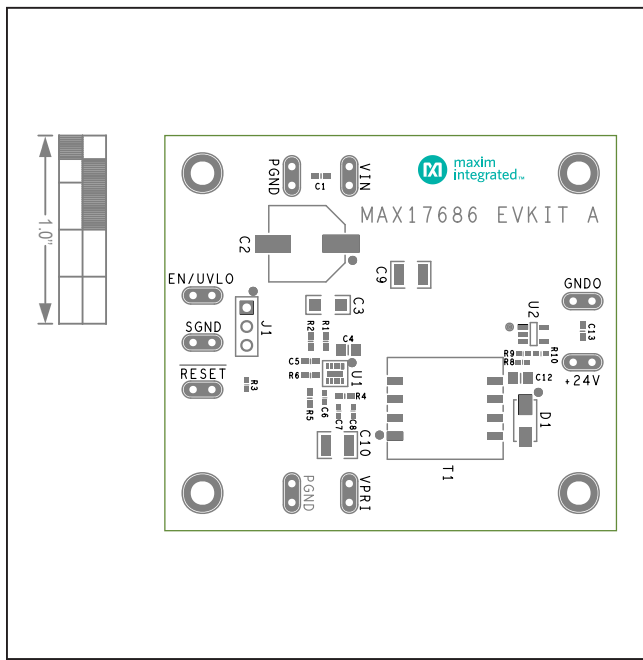 maxim
integrated™
PGND
C1
VIN
MAX17686 EVKIT A
1.0"
C2
C9
EN/UVLO
GNDO
C3
U2
J1
R2
R1
C13
SGND
C4
R9
R10
C5
R8
RESET
R6
U1
+24V
R3
C12
R4
R5
C6
C7
C8
D1
C10
T1
PGND
VPRI